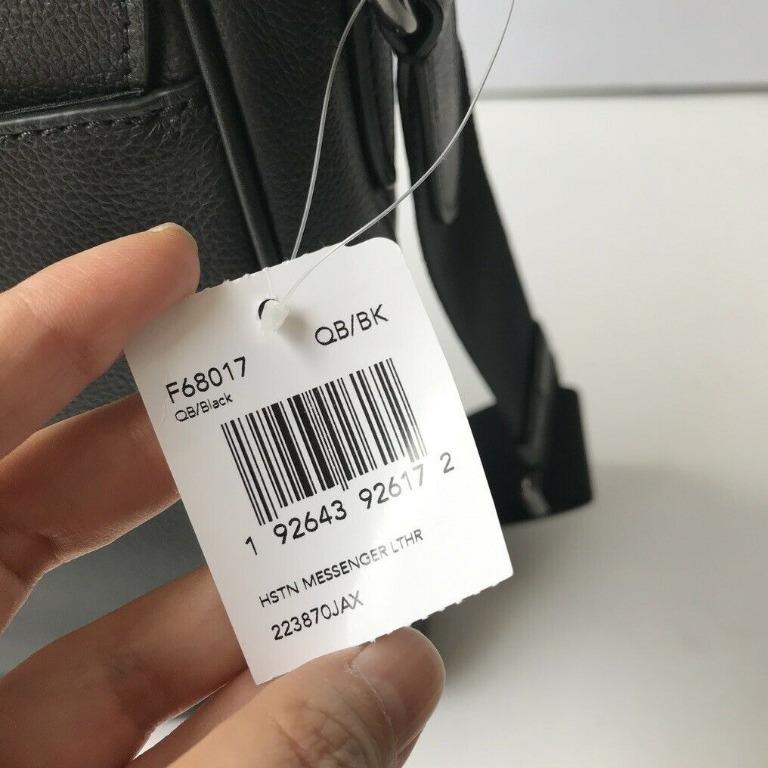 QB/BK
F68017
QB/Black
1 92643 92617 2
HSTN MESSENGER LTHR
223870JAX